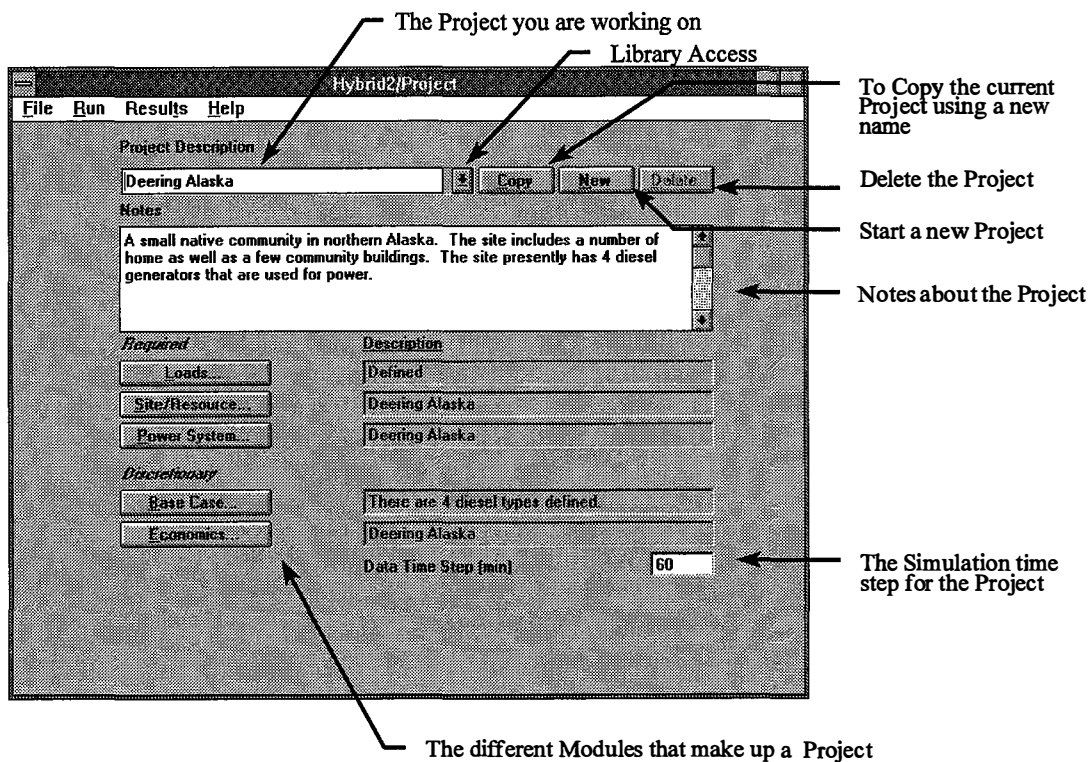 The Project you are working on
Library Access
Hybrid2/Project
File Run Results Help
To Copy the current
Project using a new
name
Project Description
Deering Alaska
Copy New Delete
Delete the Project
Notes
Start a new Project
A small native community in northern Alaska. The site includes a number of
home as well as a few community buildings. The site presently has 4 diesel
generators that are used for power.
Notes about the Project
Required Description
Loads... Defined
Site/Resource... Deering Alaska
Power System... Deering Alaska
Discretionary
Base Case... There are 4 diesel types defined.
Economics... Deering Alaska
Data Time Step (min) 60
The Simulation time
step for the Project
The different Modules that make up a Project